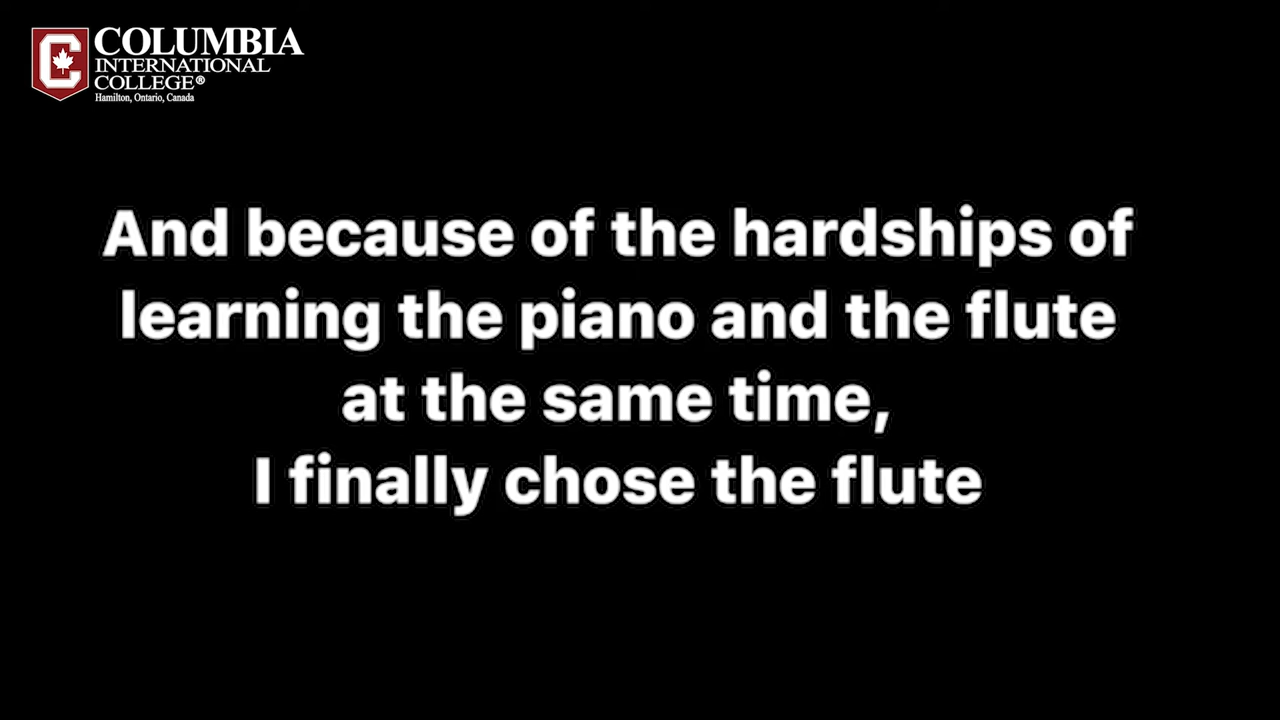 COLUMBIA
INTERNATIONAL
COLLEGE®
Hamilton, Ontario, Canada
And because of the hardships of
learning the piano and the flute
at the same time,
I finally chose the flute